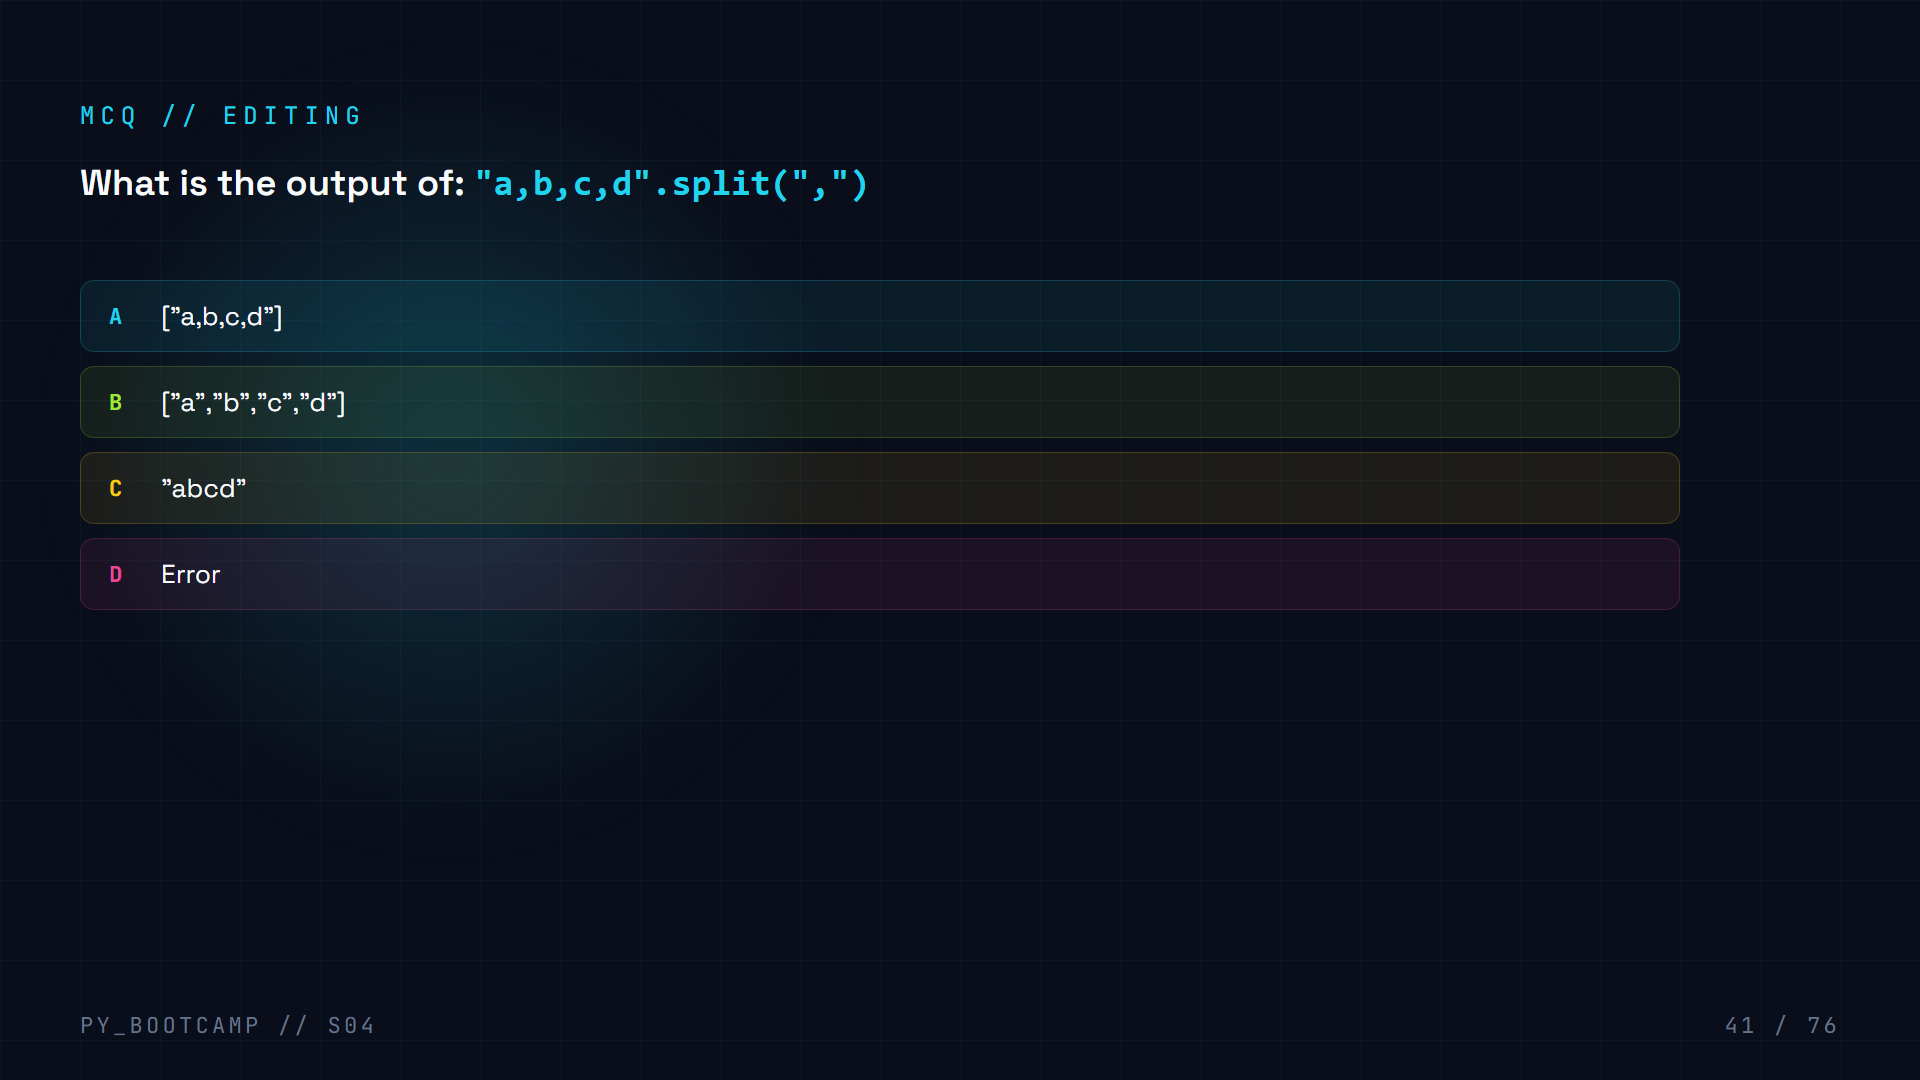 MCQ // EDITING
What is the output of: "a,b,c,d".split(",")
A ["a,b,c,d”]
B [”a”,”b”,”c”,”d”]
C ”abcd”
D Error
PY_BOOTCAMP // S04
41 / 76